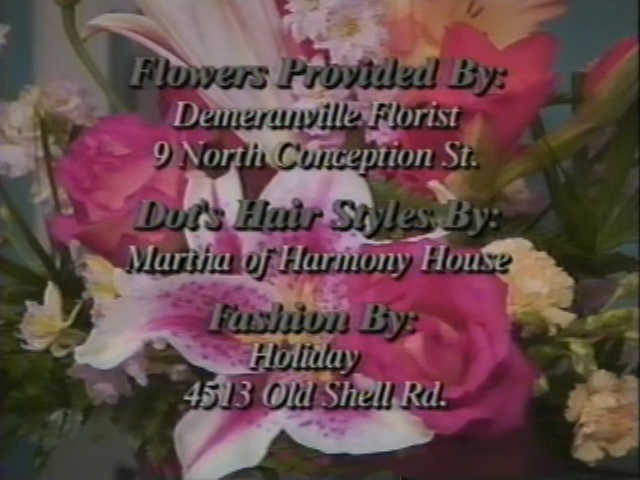 Flowers Provided By:
Demeranville Florist
9 North Conception St.
Dot's Hair Styles By:
Martha of Harmony House
Fashion By:
Holiday
4513 Old Shell Rd.